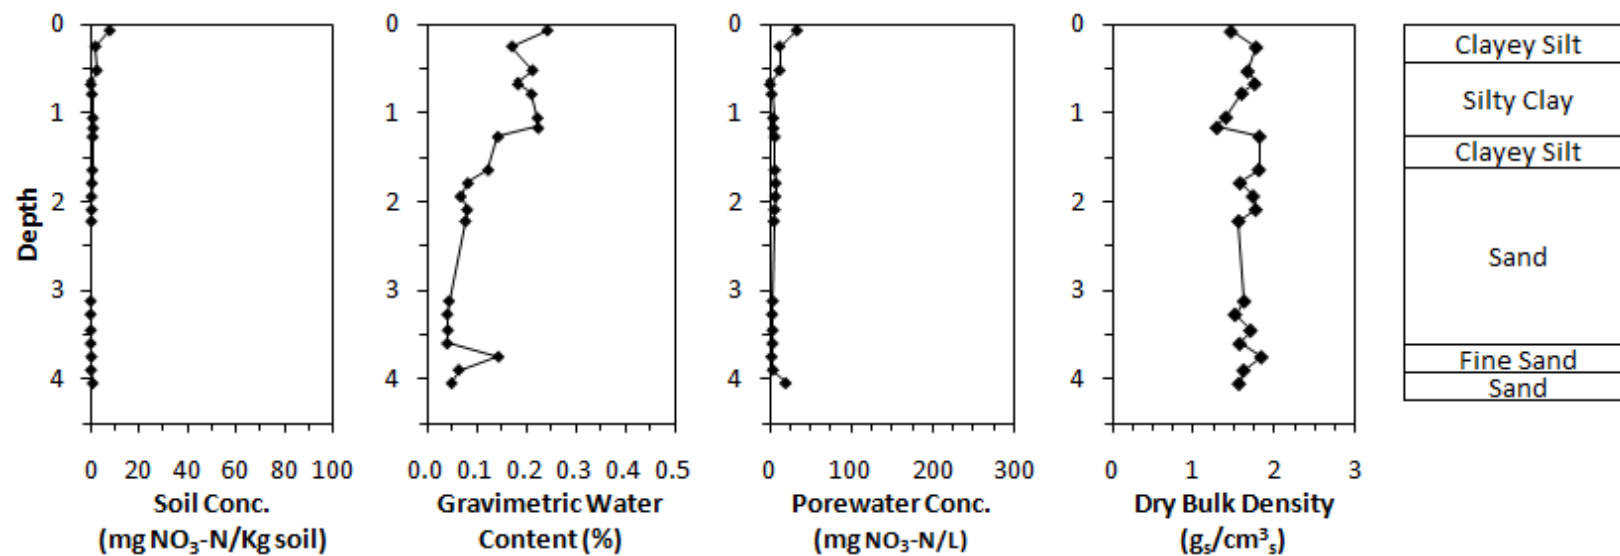 Depth
0
1
2
3
4
0 20 40 60 80 100
Soil Conc.
(mg NO₃-N/Kg soil)
0
1
2
3
4
0.0 0.1 0.2 0.3 0.4 0.5
Gravimetric Water
Content (%)
0
1
2
3
4
0 100 200 300
Porewater Conc.
(mg NO₃-N/L)
0
1
2
3
4
0 1 2 3
Dry Bulk Density
(gₛ/cm³ₛ)
Clayey Silt
Silty Clay
Clayey Silt
Sand
Fine Sand
Sand